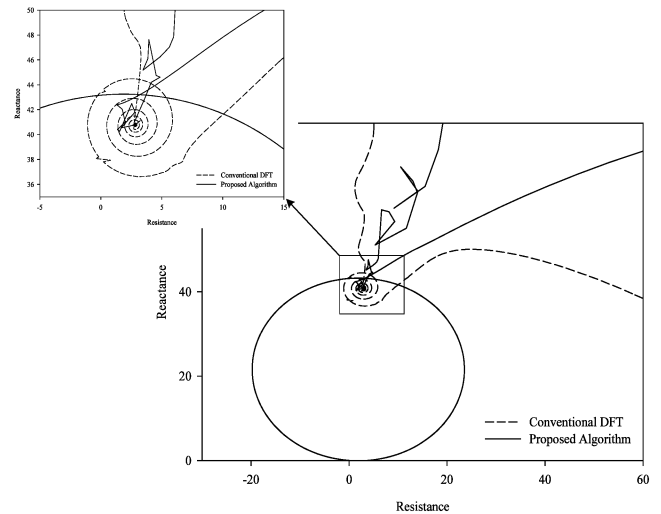 50
48
46
44
42
40
38
36
Reactance
-5
0
5
10
15
Resistance
Conventional DFT
Proposed Algorithm
Reactance
40
20
0
-20
0
20
40
60
Resistance
Conventional DFT
Proposed Algorithm